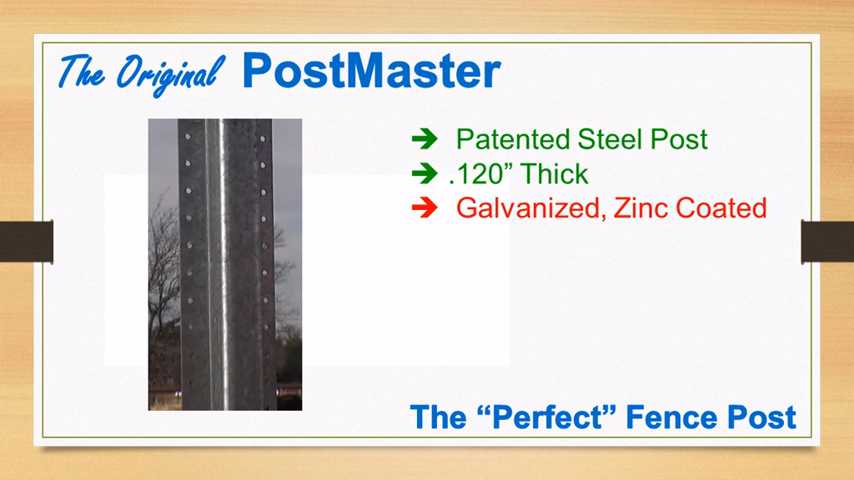 The Original PostMaster
➔ Patented Steel Post
➔ .120” Thick
➔ Galvanized, Zinc Coated
The “Perfect” Fence Post